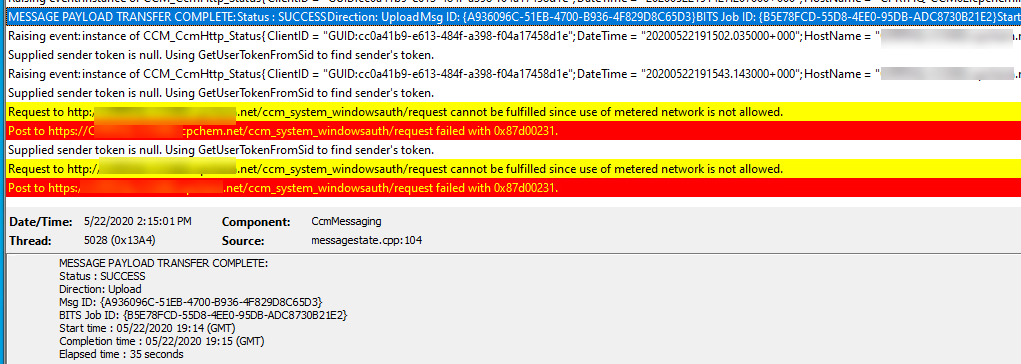 MESSAGE PAYLOAD TRANSFER COMPLETE: Status : SUCCESSDirection: UploadMsg ID: {A936096C-51EB-4700-B936-4F829D8C65D3}BITS Job ID: {B5E78FCD-55D8-4EE0-95DB-ADC8730B21E2}Start
Raising event:instance of CCM_CcmHttp_Status{ClientID = "GUID:cc0a41b9-e613-484f-a398-f04a17458d1e";DateTime = "20200522191502.035000+000";HostName = "
Supplied sender token is null. Using GetUserTokenFromSid to find sender's token.
Raising event:instance of CCM_CcmHttp_Status{ClientID = "GUID:cc0a41b9-e613-484f-a398-f04a17458d1e";DateTime = "20200522191543.143000+000";HostName = "
Supplied sender token is null. Using GetUserTokenFromSid to find sender's token.
Request to http:/ .net/ccm_system_windowsauth/request cannot be fulfilled since use of metered network is not allowed.
Post to https://C cpchem.net/ccm_system_windowsauth/request failed with 0x87d00231.
Supplied sender token is null. Using GetUserTokenFromSid to find sender's token.
Request to http:/ .net/ccm_system_windowsauth/request cannot be fulfilled since use of metered network is not allowed.
Post to https:/ .net/ccm_system_windowsauth/request failed with 0x87d00231.
Date/Time: 5/22/2020 2:15:01 PM Component: CcmMessaging
Thread: 5028 (0x13A4) Source: messagestate.cpp:104
MESSAGE PAYLOAD TRANSFER COMPLETE:
Status : SUCCESS
Direction: Upload
Msg ID: {A936096C-51EB-4700-B936-4F829D8C65D3}
BITS Job ID: {B5E78FCD-55D8-4EE0-95DB-ADC8730B21E2}
Start time : 05/22/2020 19:14 (GMT)
Completion time : 05/22/2020 19:15 (GMT)
Elapsed time : 35 seconds